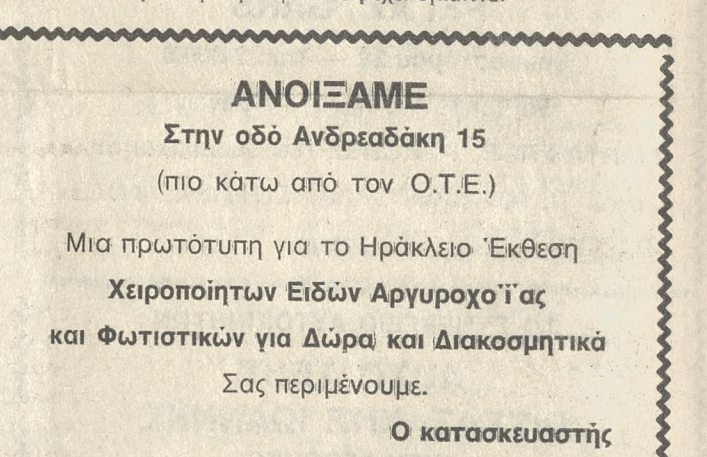 ΑΝΟΙΞΑΜΕ
Στην οδό Ανδρεαδάκη 15
(πιο κάτω από τον Ο.Τ.Ε.)
Μια πρωτότυπη για το Ηράκλειο Έκθεση
Χειροποίητων Ειδών Αργυροχοΐας
και Φωτιστικών για Δώρα και Διακοσμητικά
Σας περιμένουμε.
Ο κατασκευαστής